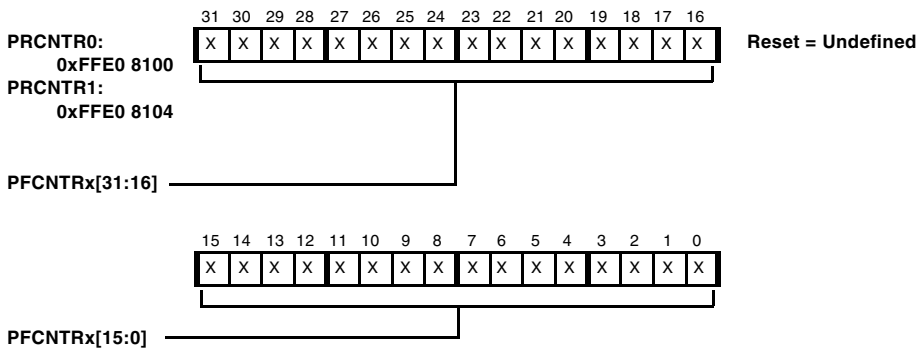 31 30 29 28 27 26 25 24 23 22 21 20 19 18 17 16
PRCNTR0:
X X X X X X X X X X X X X X X X
Reset = Undefined
0xFFE0 8100
PRCNTR1:
0xFFE0 8104
PFCNTRx[31:16]
15 14 13 12 11 10 9 8 7 6 5 4 3 2 1 0
X X X X X X X X X X X X X X X X
PFCNTRx[15:0]